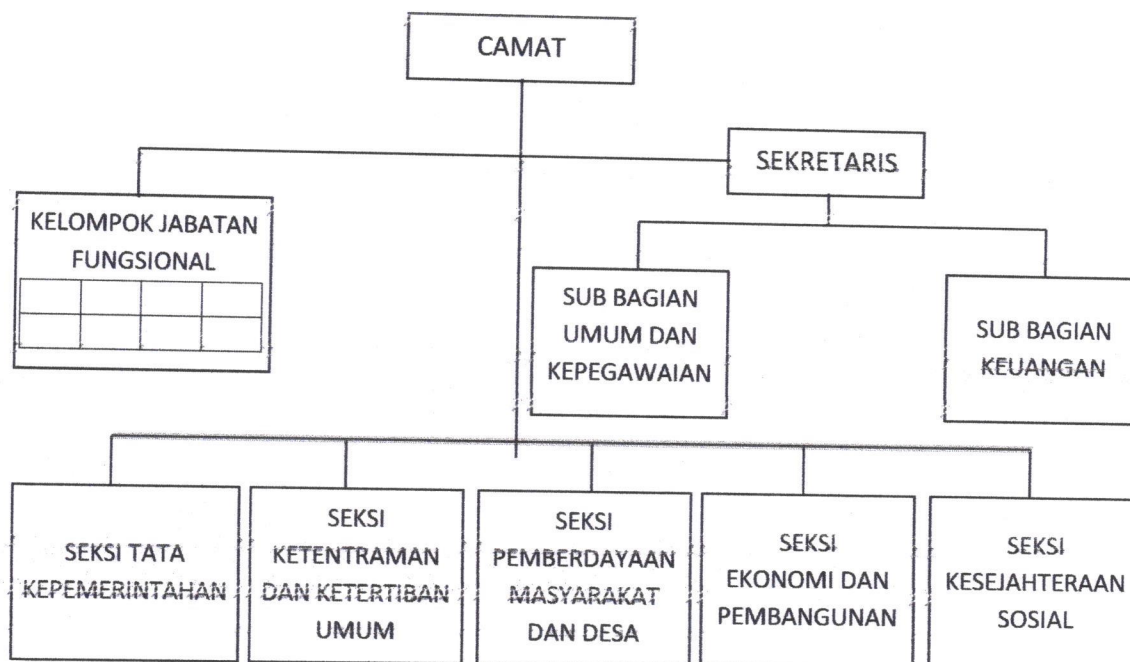 CAMAT
SEKRETARIS
KELOMPOK JABATAN
FUNGSIONAL
SUB BAGIAN
UMUM DAN
KEPEGAWAIAN
SUB BAGIAN
KEUANGAN
SEKSI TATA
KEPEMERINTAHAN
SEKSI
KETENTRAMAN
DAN KETERTIBAN
UMUM
SEKSI
PEMBERDAYAAN
MASYARAKAT
DAN DESA
SEKSI
EKONOMI DAN
PEMBANGUNAN
SEKSI
KESEJAHTERAAN
SOSIAL